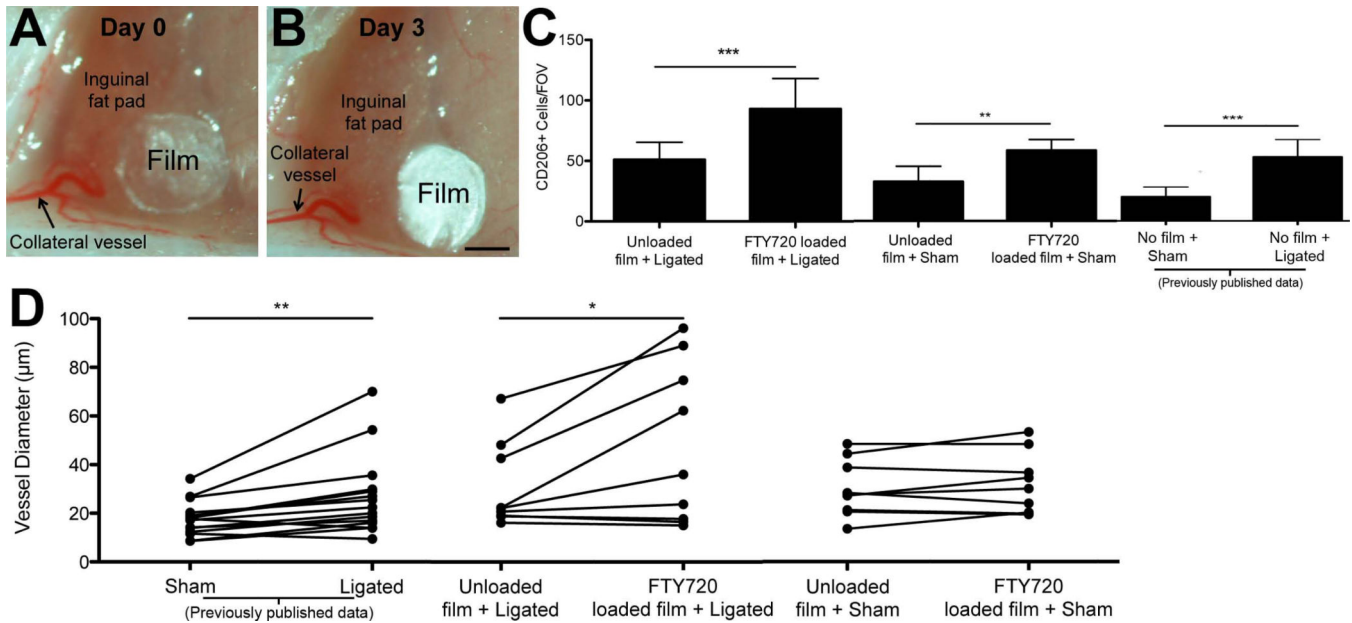 A
Day 0
Inguinal
fat pad
Film
Collateral vessel
B
Day 3
Inguinal
fat pad
Collateral
vessel
Film
C
CD206+ Cells/FOV
150
100
50
0
***
**
***
Unloaded
film + Ligated
FTY720 loaded
film + Ligated
Unloaded
film + Sham
FTY720
loaded film + Sham
No film +
Sham
No film +
Ligated
(Previously published data)
D
Vessel Diameter (µm)
100
80
60
40
20
0
**
*
Sham
Ligated
(Previously published data)
Unloaded
film + Ligated
FTY720
loaded film + Ligated
Unloaded
film + Sham
FTY720
loaded film + Sham